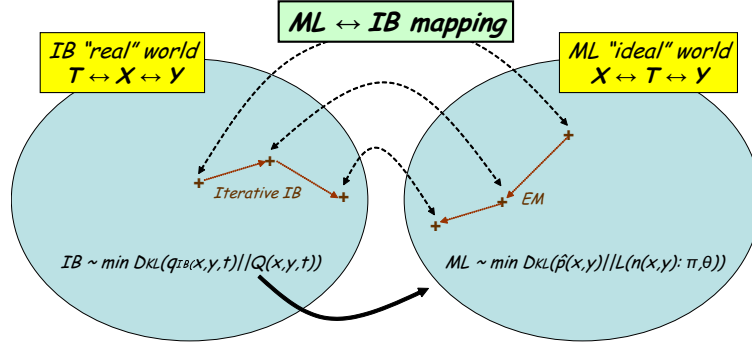 ML ↔ IB mapping
IB "real" world
T ↔ X ↔ Y
ML "ideal" world
X ↔ T ↔ Y
Iterative IB
EM
IB ~ min DKL(qIB(x,y,t)//Q(x,y,t))
ML ~ min DKL(p̂(x,y)//L(n(x,y): π,θ))